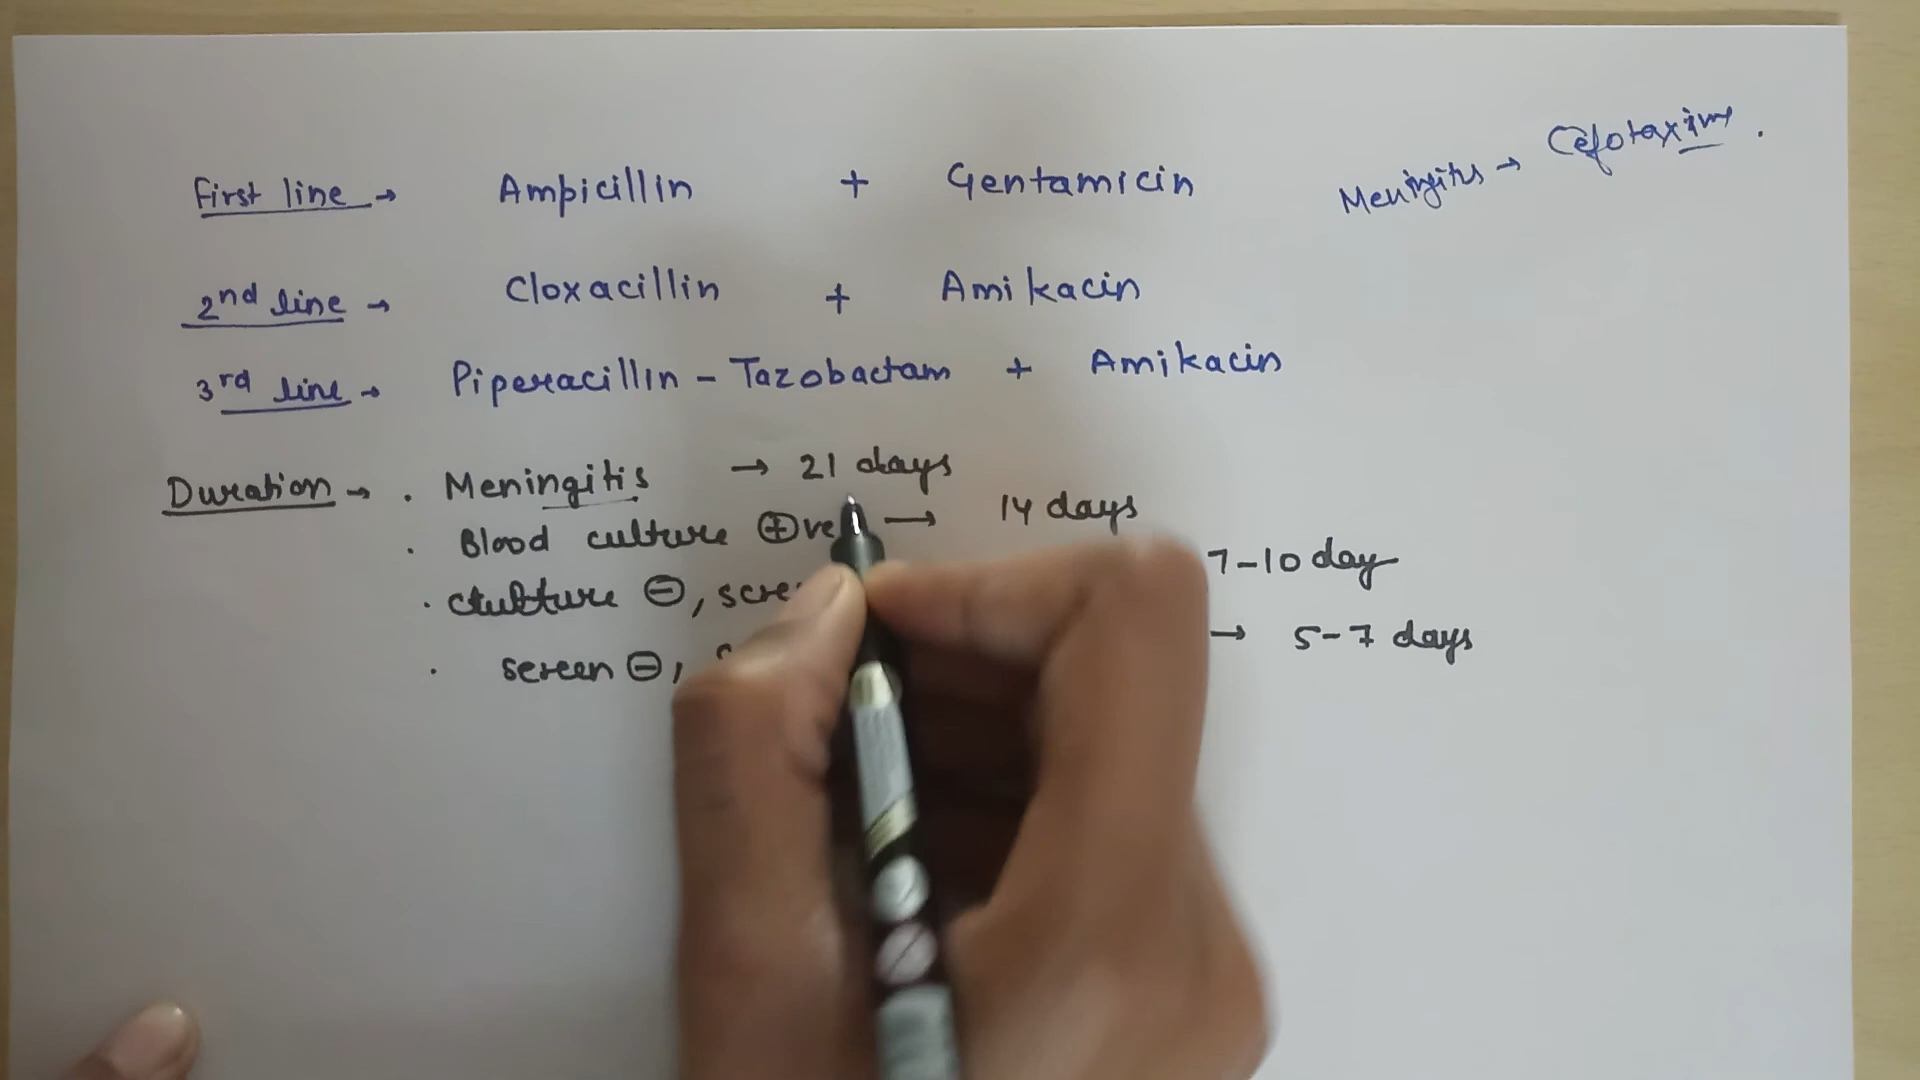 First line → Ampicillin + Gentamicin
Meningitis → Cefotaxime.
2nd line → Cloxacillin + Amikacin
3rd line → Piperacillin - Tazobactam + Amikacin
Duration → . Meningitis → 21 days
. Blood culture ⊕ve → 14 days
. culture ⊖, 7-10 day
. screen ⊖, → 5-7 days